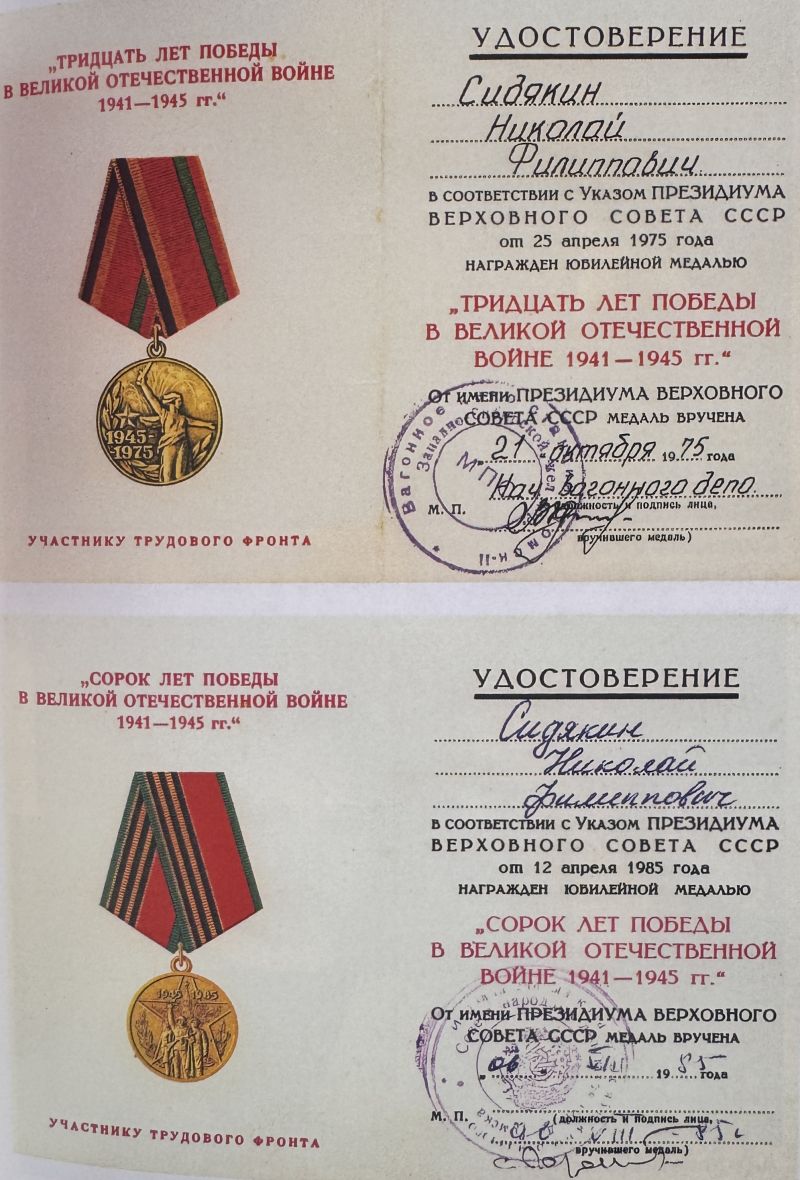 „ТРИДЦАТЬ ЛЕТ ПОБЕДЫ
В ВЕЛИКОЙ ОТЕЧЕСТВЕННОЙ ВОЙНЕ
1941—1945 гг.“
1945-
-1975
УЧАСТНИКУ ТРУДОВОГО ФРОНТА
УДОСТОВЕРЕНИЕ
Сидякин
Николай
Филиппович
В СООТВЕТСТВИИ С УКАЗОМ ПРЕЗИДИУМА
ВЕРХОВНОГО СОВЕТА СССР
от 25 апреля 1975 года
НАГРАЖДЕН ЮБИЛЕЙНОЙ МЕДАЛЬЮ
„ТРИДЦАТЬ ЛЕТ ПОБЕДЫ
В ВЕЛИКОЙ ОТЕЧЕСТВЕННОЙ
ВОЙНЕ 1941—1945 гг.“
От имени ПРЕЗИДИУМА ВЕРХОВНОГО
СОВЕТА СССР МЕДАЛЬ ВРУЧЕНА
„21 октября 1975 года
Нач вагонного депо.
М. П.
(должность и подпись лица,
вручившего медаль)
Вагонное
МПС
„СОРОК ЛЕТ ПОБЕДЫ
В ВЕЛИКОЙ ОТЕЧЕСТВЕННОЙ ВОЙНЕ
1941—1945 гг.“
1945 1985
УЧАСТНИКУ ТРУДОВОГО ФРОНТА
УДОСТОВЕРЕНИЕ
Сидякин
Николай
Филиппович
В СООТВЕТСТВИИ С УКАЗОМ ПРЕЗИДИУМА
ВЕРХОВНОГО СОВЕТА СССР
от 12 апреля 1985 года
НАГРАЖДЕН ЮБИЛЕЙНОЙ МЕДАЛЬЮ
„СОРОК ЛЕТ ПОБЕДЫ
В ВЕЛИКОЙ ОТЕЧЕСТВЕННОЙ
ВОЙНЕ 1941—1945 гг.“
От имени ПРЕЗИДИУМА ВЕРХОВНОГО
СОВЕТА СССР МЕДАЛЬ ВРУЧЕНА
„06 VIII 1985 года
М. П.
(должность и подпись лица,
вручившего медаль)